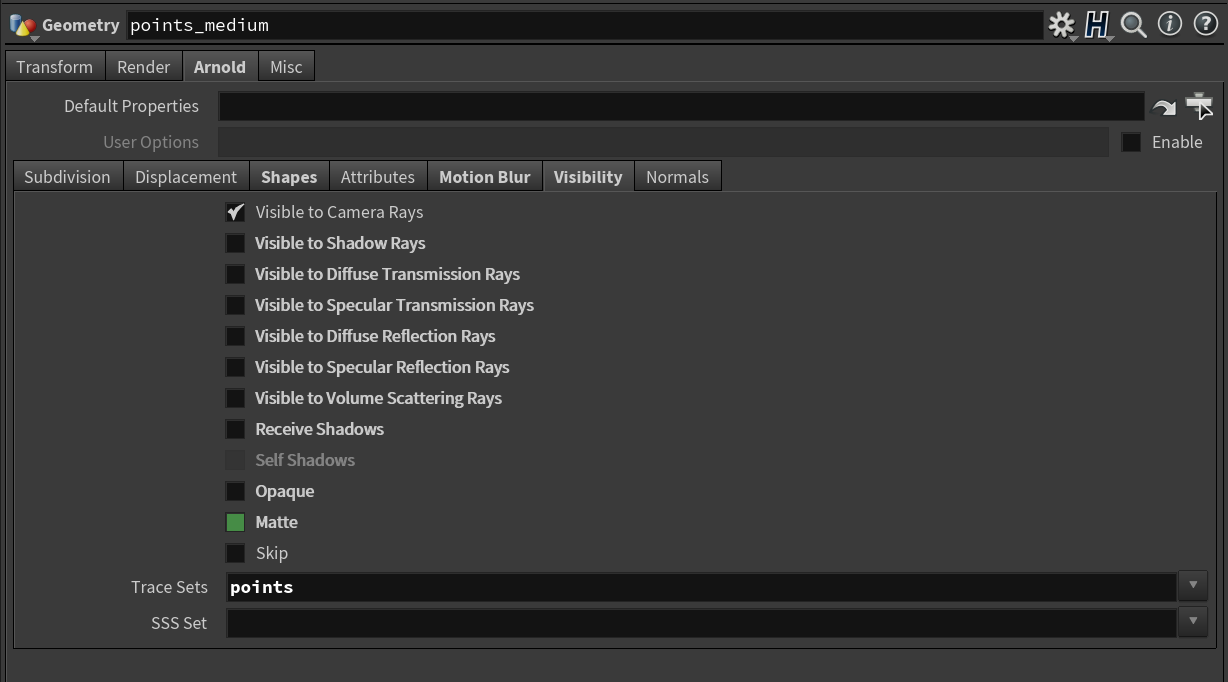 Geometry points_medium
Transform Render Arnold Misc
Default Properties
User Options Enable
Subdivision Displacement Shapes Attributes Motion Blur Visibility Normals
Visible to Camera Rays
Visible to Shadow Rays
Visible to Diffuse Transmission Rays
Visible to Specular Transmission Rays
Visible to Diffuse Reflection Rays
Visible to Specular Reflection Rays
Visible to Volume Scattering Rays
Receive Shadows
Self Shadows
Opaque
Matte
Skip
Trace Sets points
SSS Set